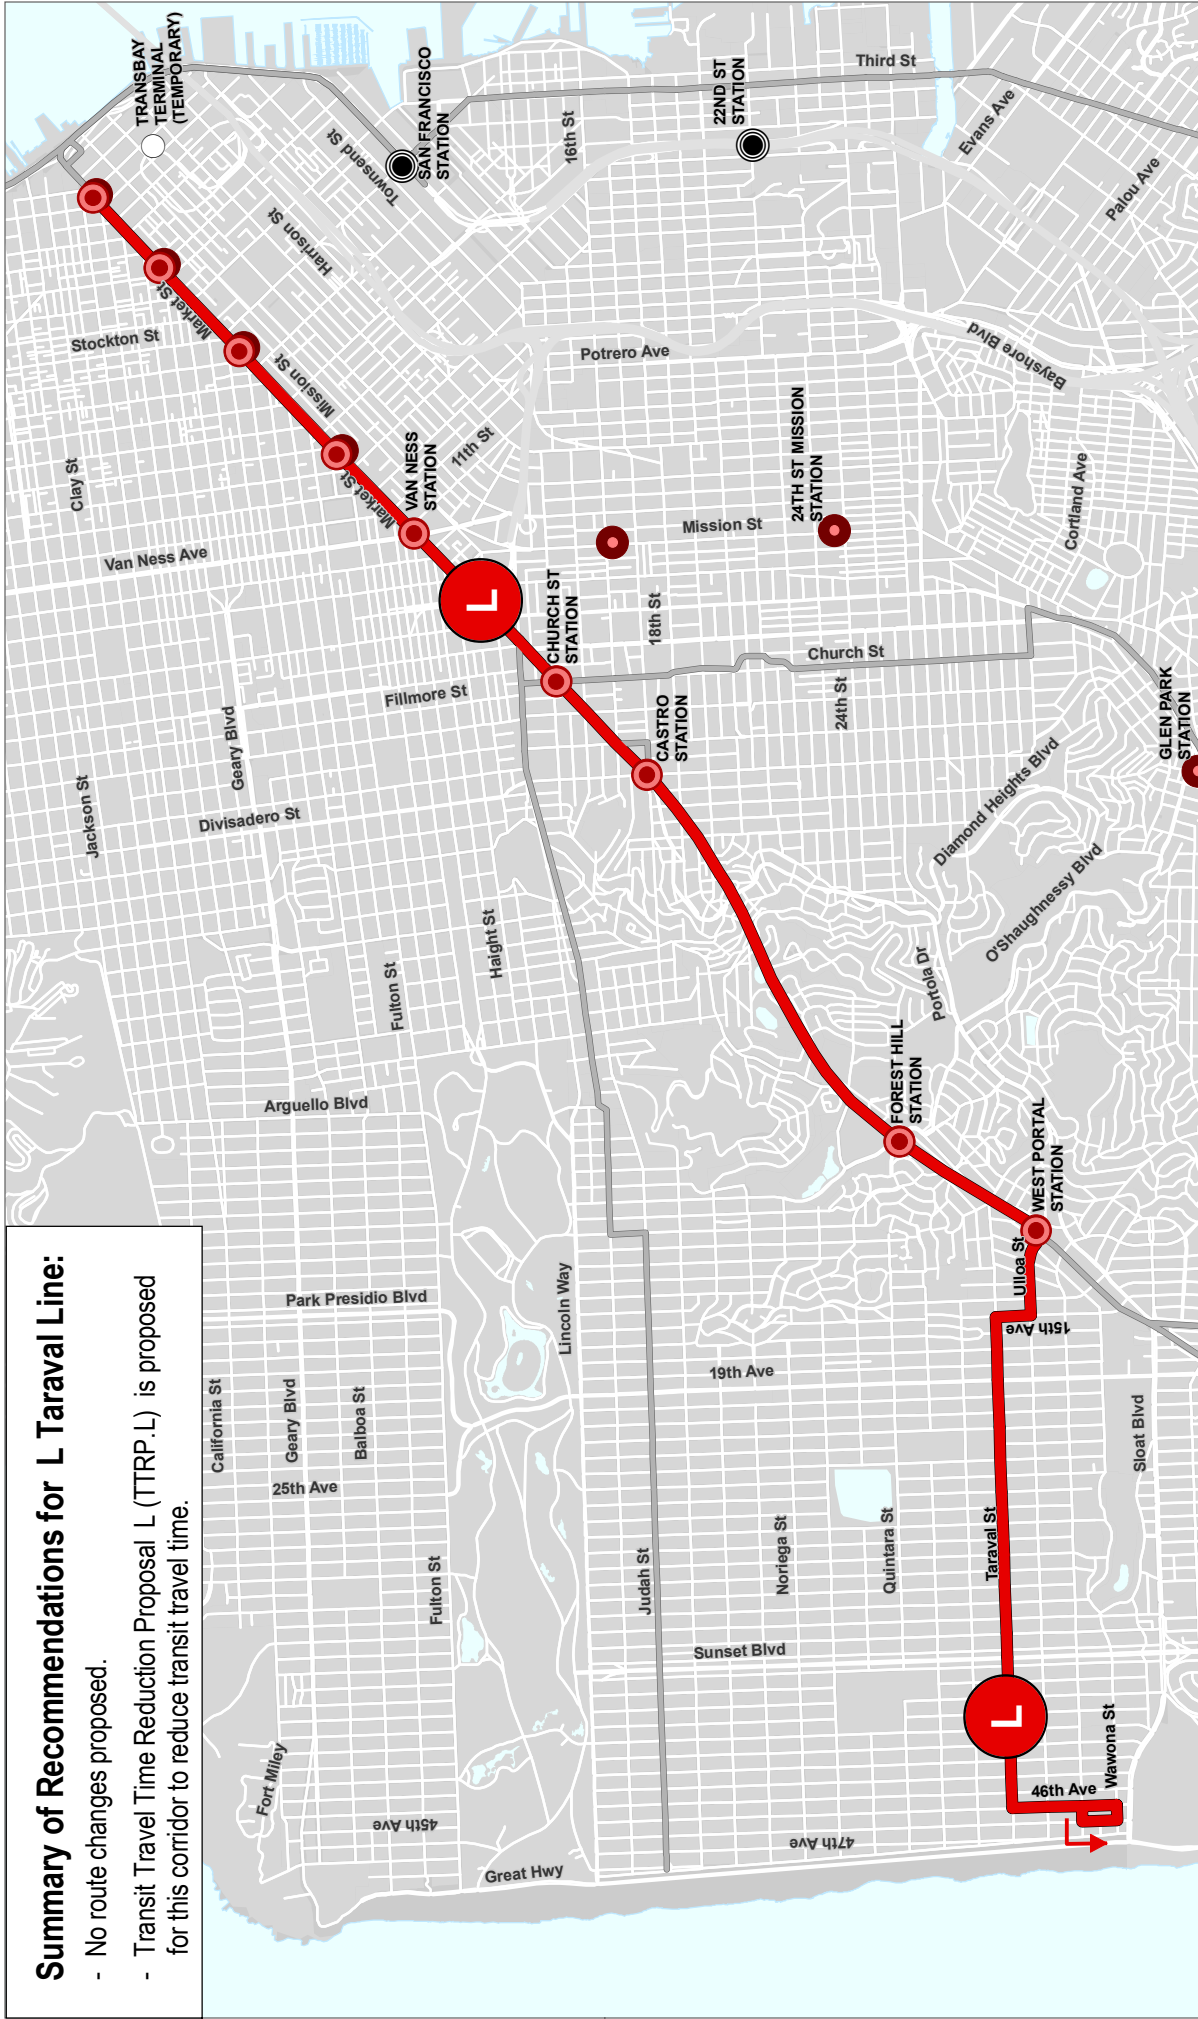 Summary of Recommendations for L Taraval Line:
- No route changes proposed.
- Transit Travel Time Reduction Proposal L (TTRP.L) is proposed
for this corridor to reduce transit travel time.
TRANSBAY
TERMINAL
(TEMPORARY)
SAN FRANCISCO
STATION
22ND ST
STATION
Third St
Townsend St
16th St
Evans Ave
Palou Ave
Harrison St
Market St
Stockton St
Mission St
Potrero Ave
Bayshore Blvd
Clay St
Market St
VAN NESS
STATION
11th St
24TH ST MISSION
STATION
Mission St
Cortland Ave
Van Ness Ave
L
CHURCH ST
STATION
18th St
Church St
Fillmore St
Geary Blvd
CASTRO
STATION
24th St
GLEN PARK
STATION
Jackson St
Divisadero St
Diamond Heights Blvd
O'Shaughnessy Blvd
Haight St
Fulton St
Portola Dr
FOREST HILL
STATION
Arguello Blvd
WEST PORTAL
STATION
Ulloa St
15th Ave
Park Presidio Blvd
Lincoln Way
19th Ave
California St
Geary Blvd
Balboa St
Sloat Blvd
25th Ave
Noriega St
Quintara St
Taraval St
Fulton St
Judah St
Sunset Blvd
L
Fort Miley
Wawona St
46th Ave
45th Ave
47th Ave
Great Hwy